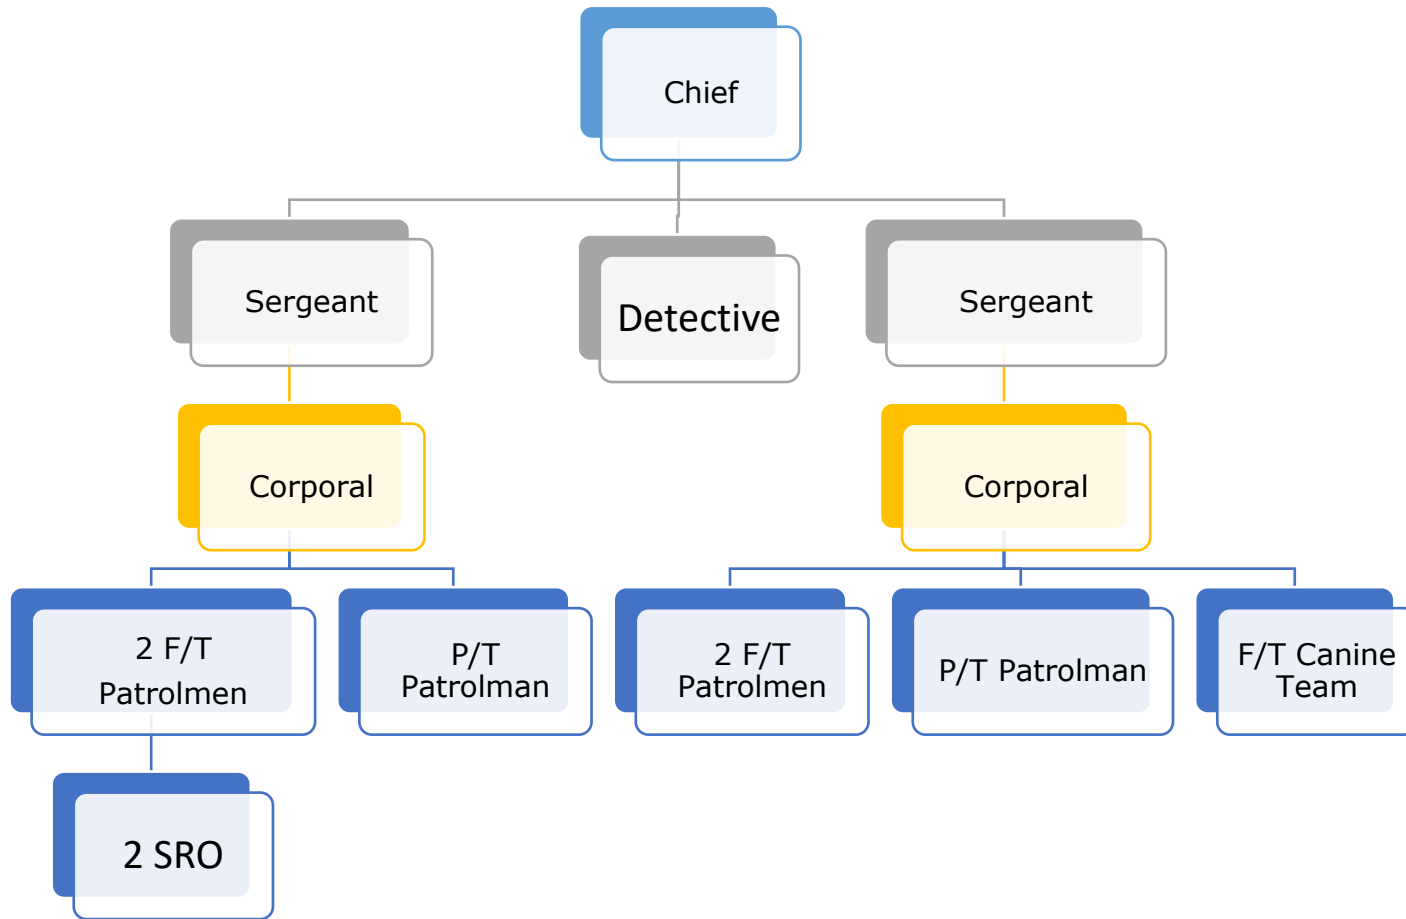 Chief
Sergeant
Detective
Sergeant
Corporal
Corporal
2 F/T
Patrolmen
P/T
Patrolman
2 F/T
Patrolmen
P/T Patrolman
F/T Canine
Team
2 SRO